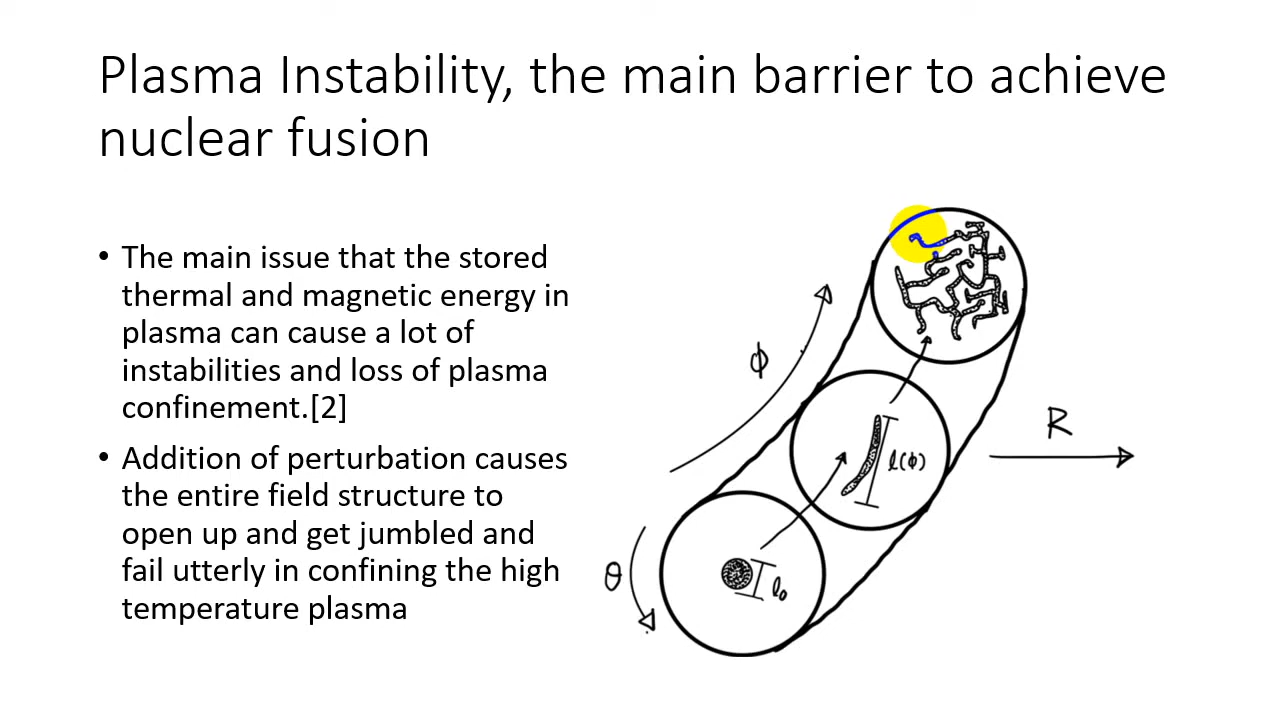 Plasma Instability, the main barrier to achieve
nuclear fusion
• The main issue that the stored
thermal and magnetic energy in
plasma can cause a lot of
instabilities and loss of plasma
confinement.[2]
• Addition of perturbation causes
the entire field structure to
open up and get jumbled and
fail utterly in confining the high
temperature plasma
ϕ
R
l(ϕ)
θ
l₀